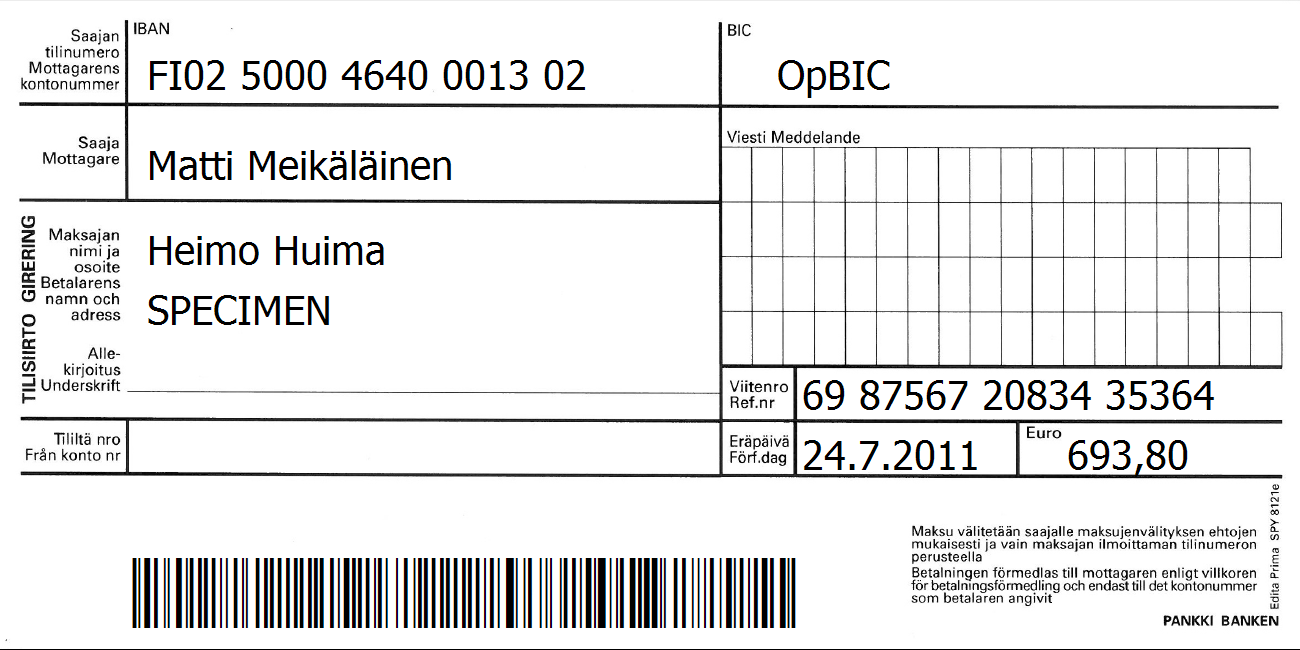 Saajan
tilinumero
Mottagarens
kontonummer
IBAN
FI02 5000 4640 0013 02
BIC
OpBIC
Saaja
Mottagare
Matti Meikäläinen
Viesti Meddelande
TILISIIRTO GIRERING
Maksajan
nimi ja
osoite
Betalarens
namn och
adress
Heimo Huima
SPECIMEN
Alle-
kirjoitus
Underskrift
Viitenro
Ref.nr
69 87567 20834 35364
Tililtä nro
Från konto nr
Eräpäivä
Förf.dag
24.7.2011
Euro
693,80
Maksu välitetään saajalle maksujenvälityksen ehtojen
mukaisesti ja vain maksajan ilmoittaman tilinumeron
perusteella
Betalningen förmedlas till mottagaren enligt villkoren
för betalningsförmedling och endast till det kontonummer
som betalaren angivit
PANKKI BANKEN
Edita Prima SPY 8121e